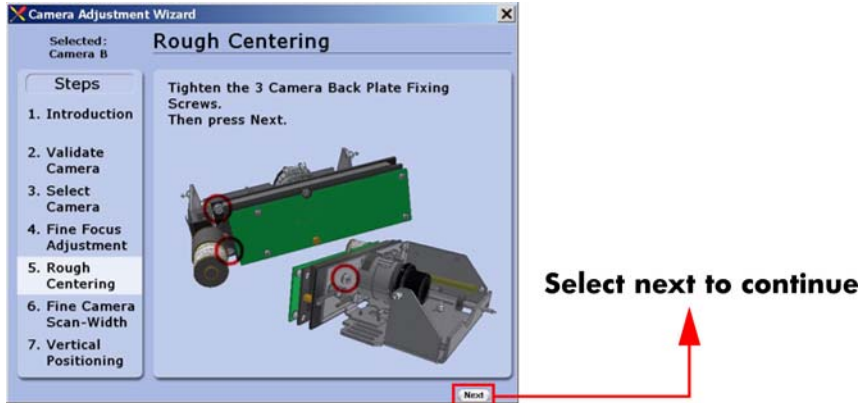 Camera Adjustment Wizard
Selected:
Camera B
Rough Centering
Steps
1. Introduction
2. Validate
Camera
3. Select
Camera
4. Fine Focus
Adjustment
5. Rough
Centering
6. Fine Camera
Scan-Width
7. Vertical
Positioning
Tighten the 3 Camera Back Plate Fixing
Screws.
Then press Next.
Next
Select next to continue